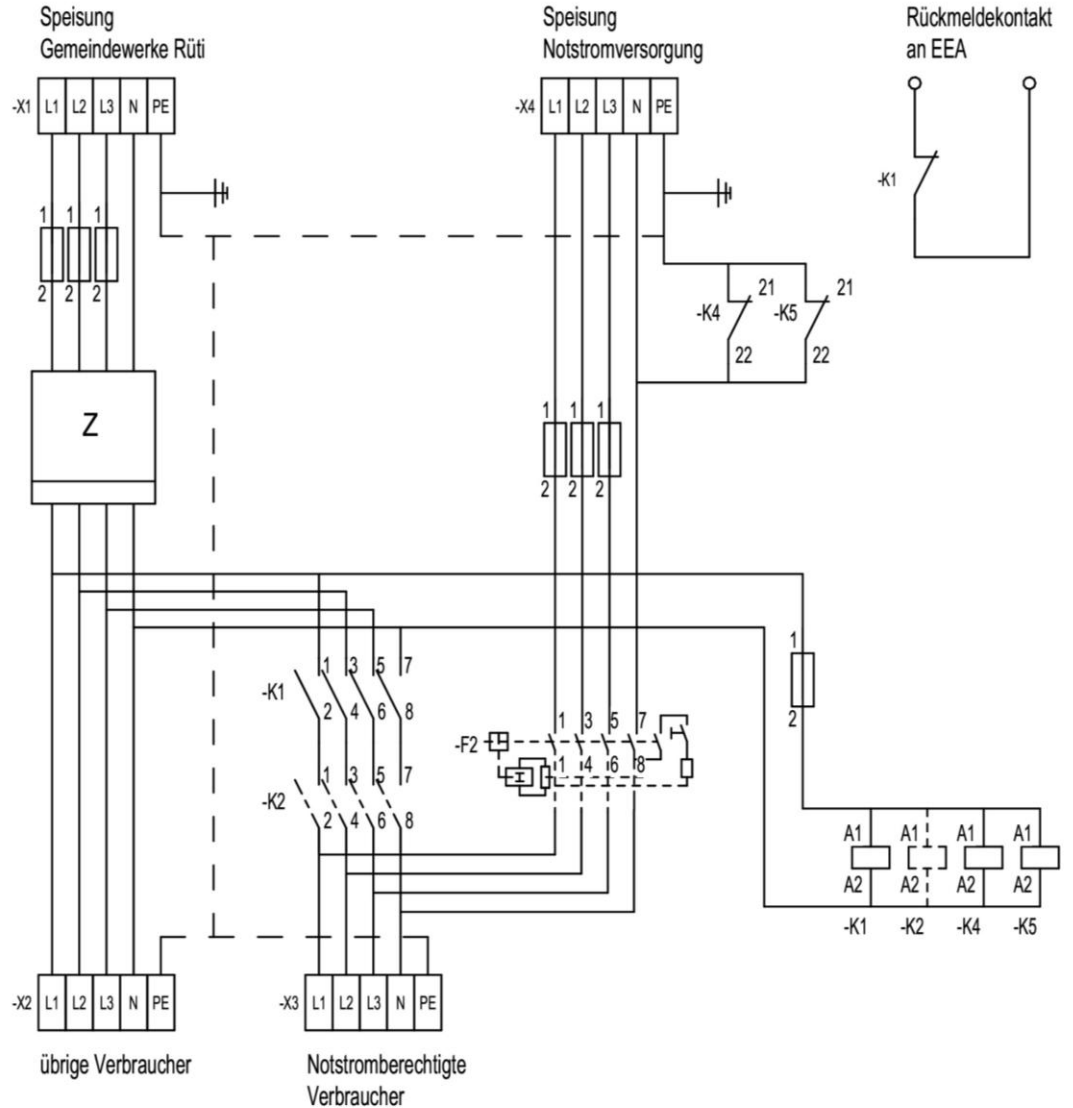 Speisung
Gemeindewerke Rüti
Speisung
Notstromversorgung
Rückmeldekontakt
an EEA
-X1 L1 L2 L3 N PE
-X4 L1 L2 L3 N PE
-K1
1 1 1
2 2 2
-K4 21
22
-K5 21
22
Z
1 1 1
2 2 2
1
2
-K1 1 3 5 7
2 4 6 8
-F2 1 3 5 7
1 4 6 8
I
-K2 1 3 5 7
2 4 6 8
A1 A1 A1 A1
A2 A2 A2 A2
-K1 -K2 -K4 -K5
-X2 L1 L2 L3 N PE
-X3 L1 L2 L3 N PE
übrige Verbraucher
Notstromberechtigte
Verbraucher